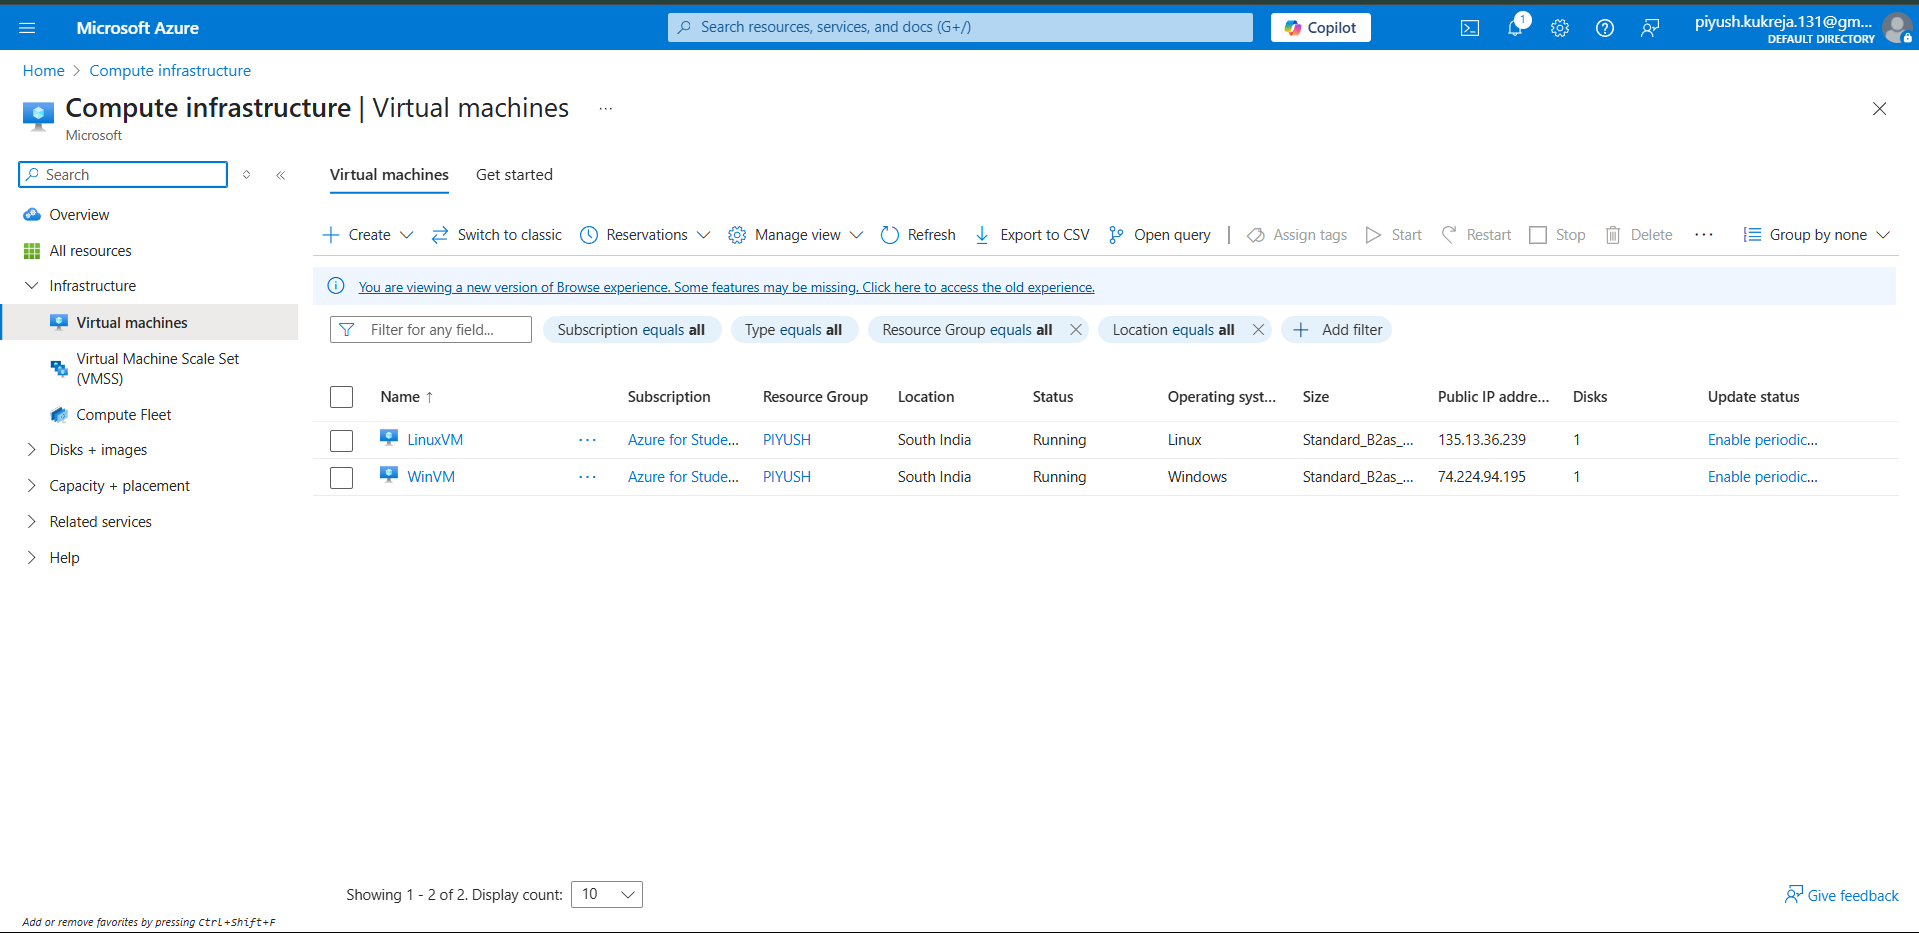 Microsoft Azure
Search resources, services, and docs (G+/)
Copilot
1
piyush.kukreja.131@gm...
DEFAULT DIRECTORY
Home > Compute infrastructure
Compute infrastructure | Virtual machines ...
Microsoft
Search
Overview
All resources
Infrastructure
Virtual machines
Virtual Machine Scale Set
(VMSS)
Compute Fleet
Disks + images
Capacity + placement
Related services
Help
Virtual machines Get started
Create Switch to classic Reservations Manage view Refresh Export to CSV Open query | Assign tags Start Restart Stop Delete ... Group by none
You are viewing a new version of Browse experience. Some features may be missing. Click here to access the old experience.
Filter for any field... Subscription equals all Type equals all Resource Group equals all Location equals all Add filter
Name ↑ Subscription Resource Group Location Status Operating syst... Size Public IP addre... Disks Update status
LinuxVM ... Azure for Stude... PIYUSH South India Running Linux Standard_B2as_... 135.13.36.239 1 Enable periodic...
WinVM ... Azure for Stude... PIYUSH South India Running Windows Standard_B2as_... 74.224.94.195 1 Enable periodic...
Showing 1 - 2 of 2. Display count: 10
Give feedback
Add or remove favorites by pressing Ctrl+Shift+F